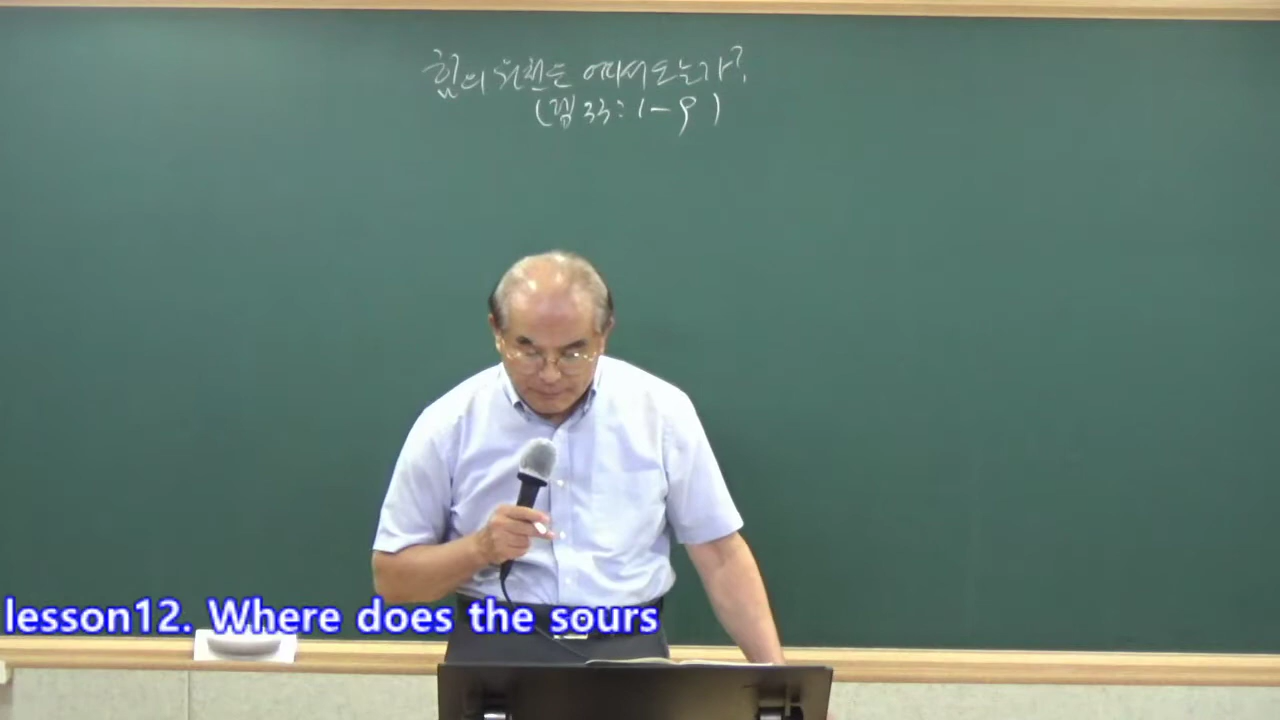 힘의 원천은 어디서 오는가?
(렘 33:1-9)
lesson12. Where does the sours